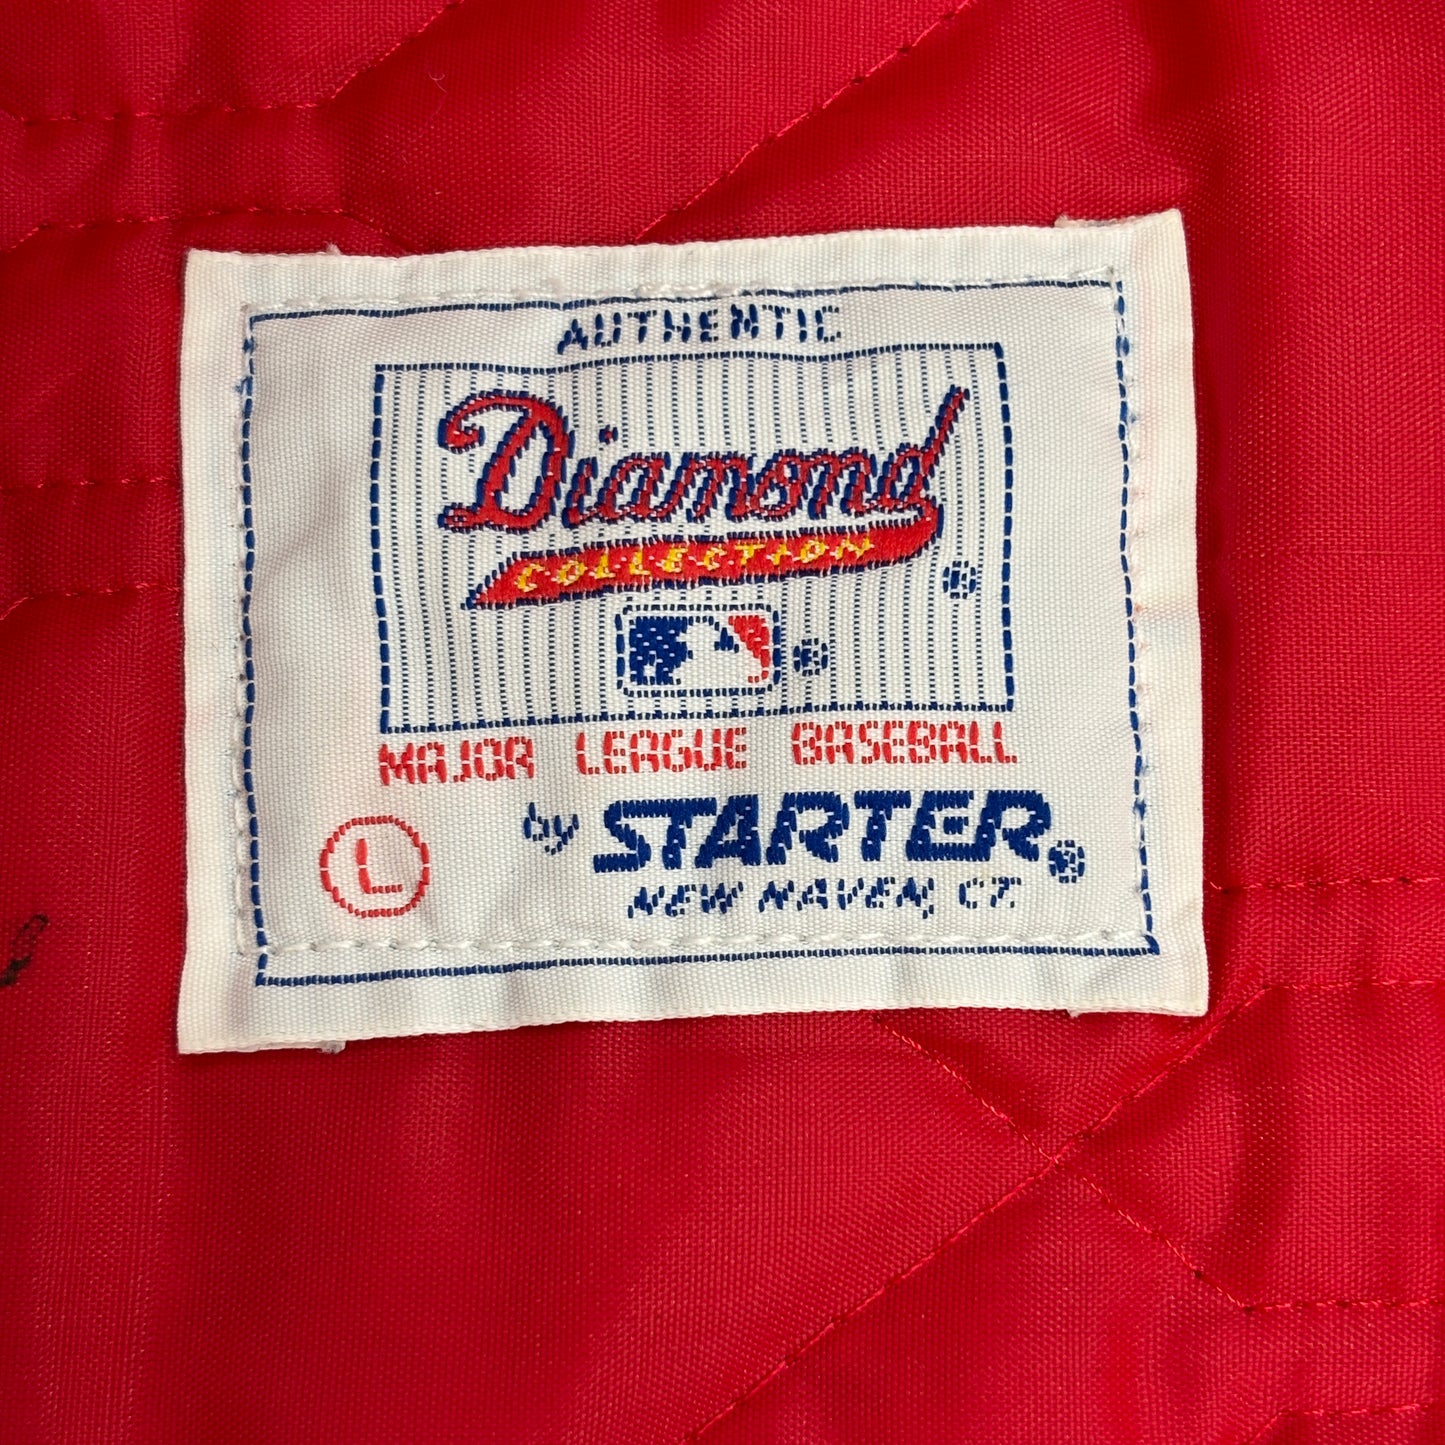 AUTHENTIC
Diamond
COLLECTION ®
®
MAJOR LEAGUE BASEBALL
L
by STARTER®
NEW HAVEN, CT.